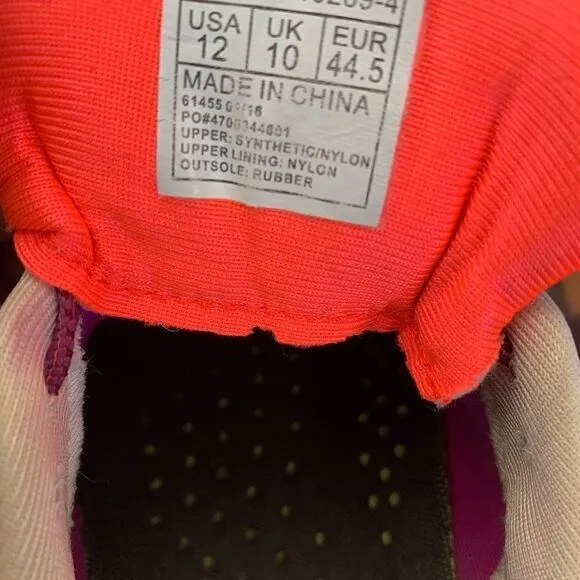 USA UK EUR
12 10 44.5
MADE IN CHINA
PO#4700344601
UPPER: SYNTHETIC/NYLON
UPPER LINING: NYLON
OUTSOLE: RUBBER